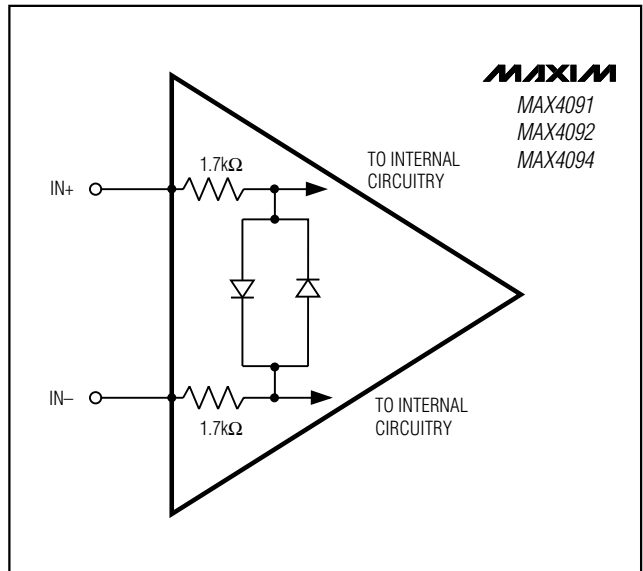 MAXIM
MAX4091
MAX4092
MAX4094
1.7kΩ
TO INTERNAL
CIRCUITRY
IN+
IN–
1.7kΩ
TO INTERNAL
CIRCUITRY